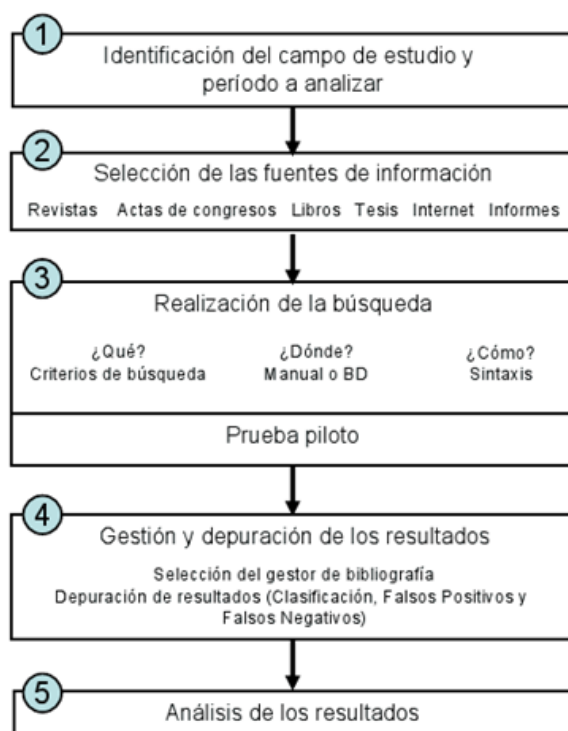 1
Identificación del campo de estudio y
período a analizar
2
Selección de las fuentes de información
Revistas Actas de congresos Libros Tesis Internet Informes
3
Realización de la búsqueda
¿Qué? ¿Dónde? ¿Cómo?
Criterios de búsqueda Manual o BD Sintaxis
Prueba piloto
4
Gestión y depuración de los resultados
Selección del gestor de bibliografía
Depuración de resultados (Clasificación, Falsos Positivos y
Falsos Negativos)
5
Análisis de los resultados